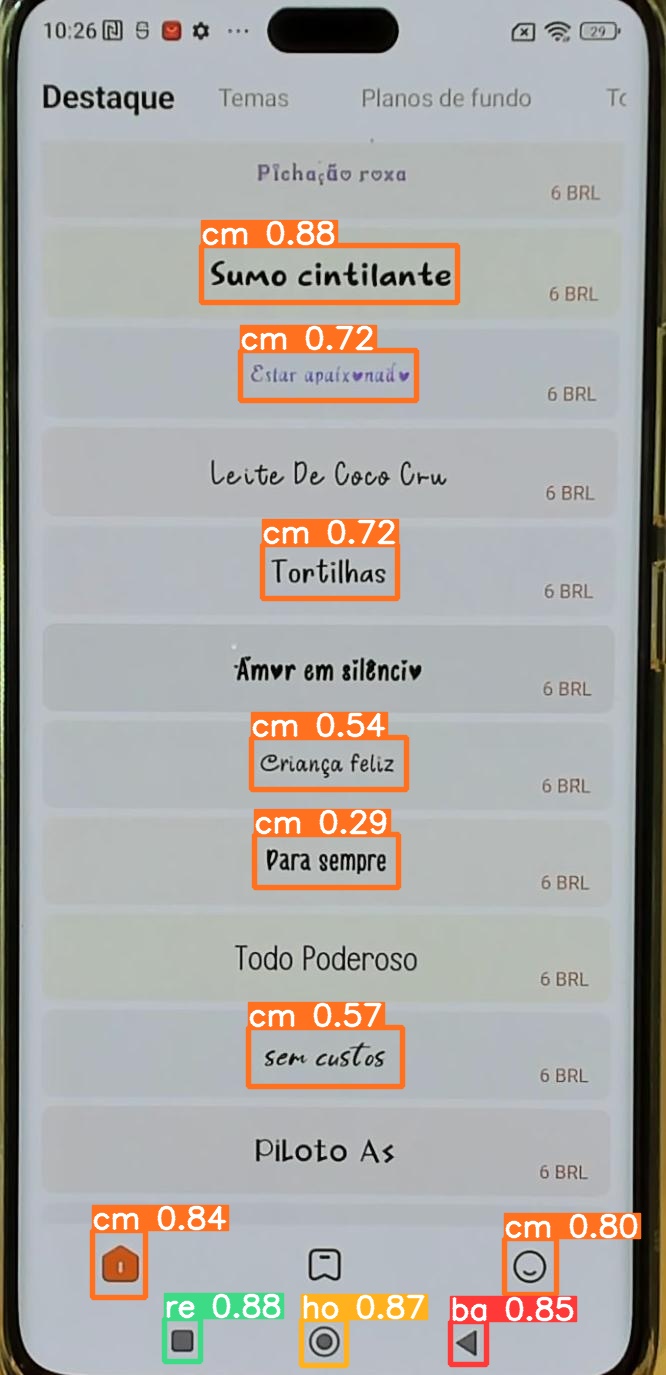 10:26 29
Destaque Temas Planos de fundo
Pichação roxa
6 BRL
cm 0.88
Sumo cintilante
6 BRL
cm 0.72
Estar apaix♥nad♥
6 BRL
Leite De Coco Cru
6 BRL
cm 0.72
Tortilhas
6 BRL
Am♥r em silênci♥
6 BRL
cm 0.54
Criança feliz
6 BRL
cm 0.29
Para sempre
6 BRL
Todo Poderoso
6 BRL
cm 0.57
sem custos
6 BRL
Piloto As
6 BRL
cm 0.84
cm 0.80
re 0.88 ho 0.87 ba 0.85